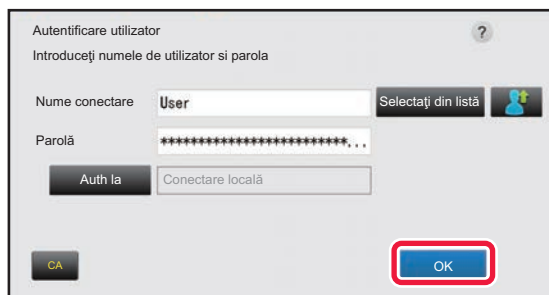 Autentificare utilizator
?
Introduceţi numele de utilizator si parola
Nume conectare User Selectaţi din listă
Parolă **************************...
Auth la Conectare locală
CA OK